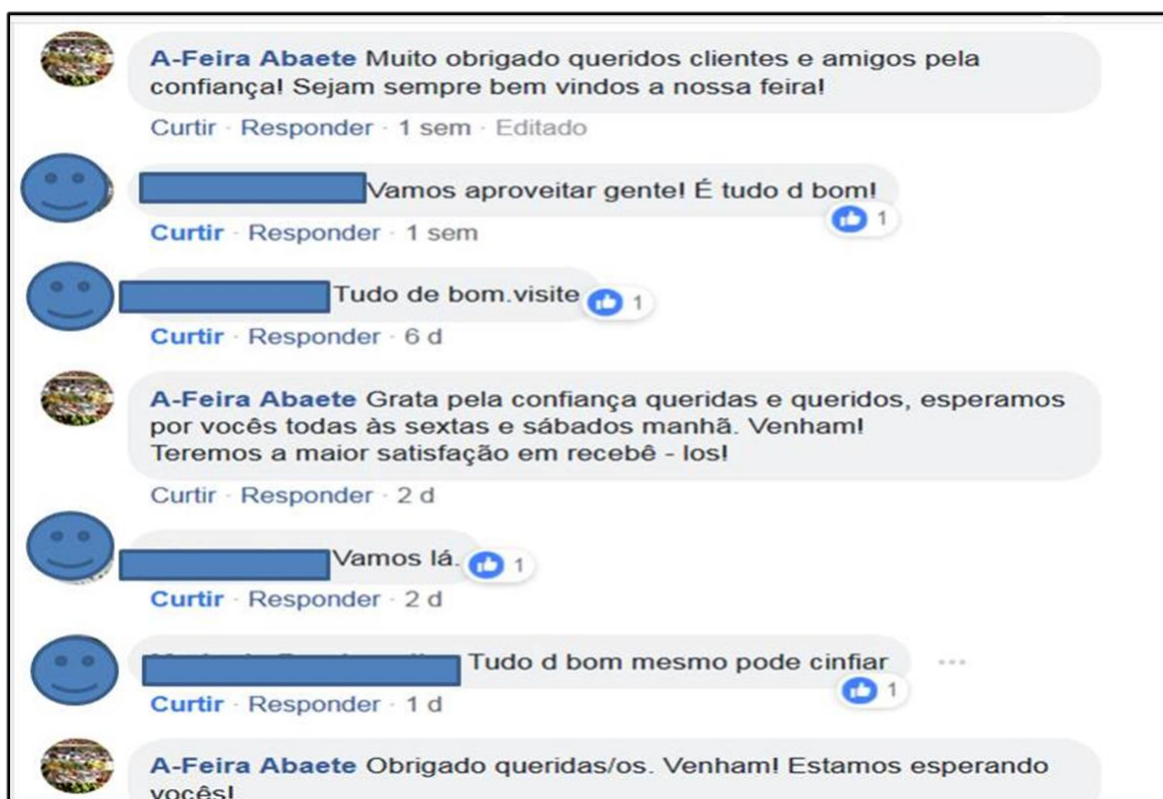 A-Feira Abaete Muito obrigado queridos clientes e amigos pela
confiança! Sejam sempre bem vindos a nossa feira!
Curtir · Responder · 1 sem · Editado
Vamos aproveitar gente! É tudo d bom!
1
Curtir · Responder · 1 sem
Tudo de bom.visite
1
Curtir · Responder · 6 d
A-Feira Abaete Grata pela confiança queridas e queridos, esperamos
por vocês todas às sextas e sábados manhã. Venham!
Teremos a maior satisfação em recebê - los!
Curtir · Responder · 2 d
Vamos lá.
1
Curtir · Responder · 2 d
Tudo d bom mesmo pode cinfiar
1
Curtir · Responder · 1 d
A-Feira Abaete Obrigado queridas/os. Venham! Estamos esperando
vocês!